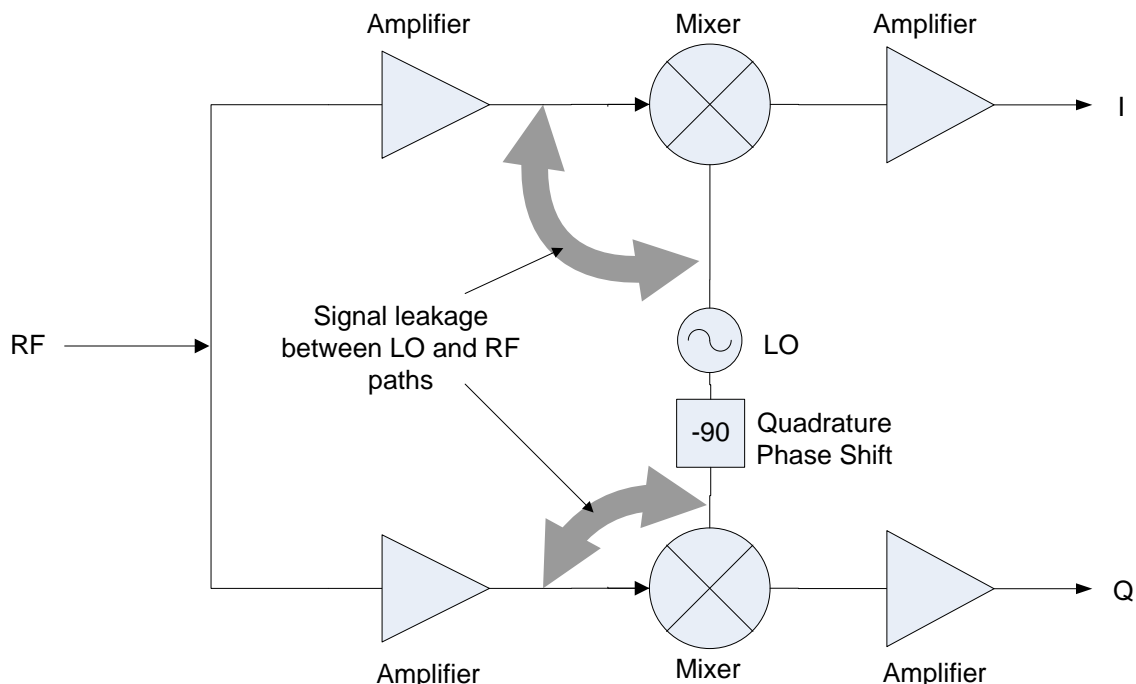 Amplifier
Mixer
Amplifier
I
Signal leakage
between LO and RF
paths
RF
LO
-90
Quadrature
Phase Shift
Q
Amplifier
Mixer
Amplifier